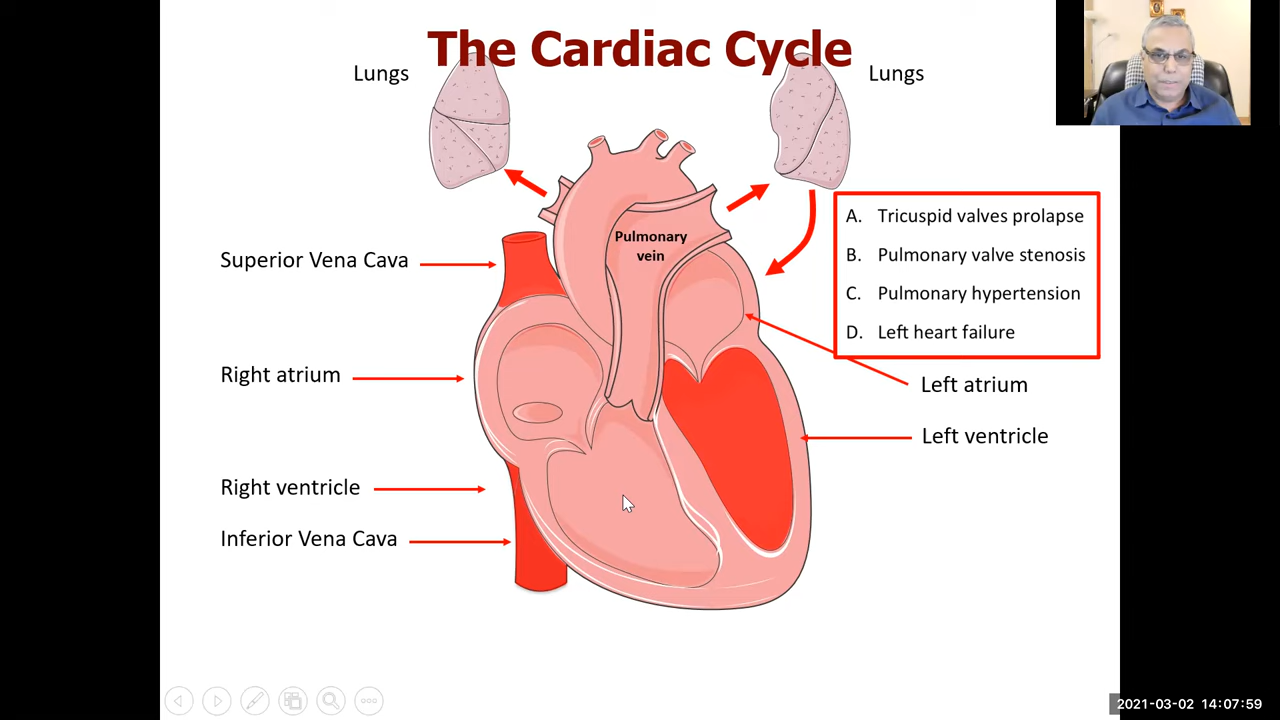 The Cardiac Cycle
Lungs
Lungs
Pulmonary
vein
A. Tricuspid valves prolapse
B. Pulmonary valve stenosis
C. Pulmonary hypertension
D. Left heart failure
Superior Vena Cava
Right atrium
Left atrium
Left ventricle
Right ventricle
Inferior Vena Cava
2021-03-02 14:07:59